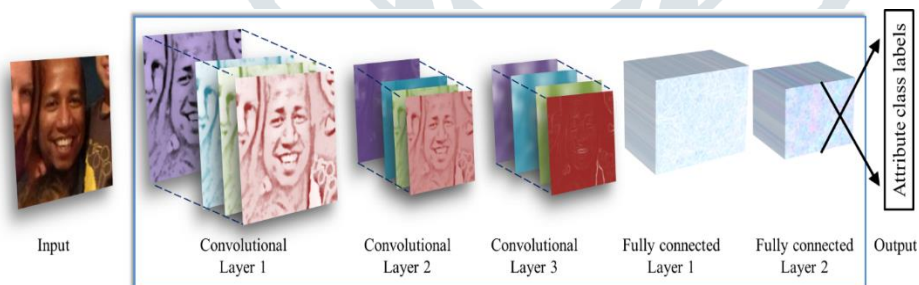 Input
Convolutional
Layer 1
Convolutional
Layer 2
Convolutional
Layer 3
Fully connected
Layer 1
Fully connected
Layer 2
Output
Attribute class labels